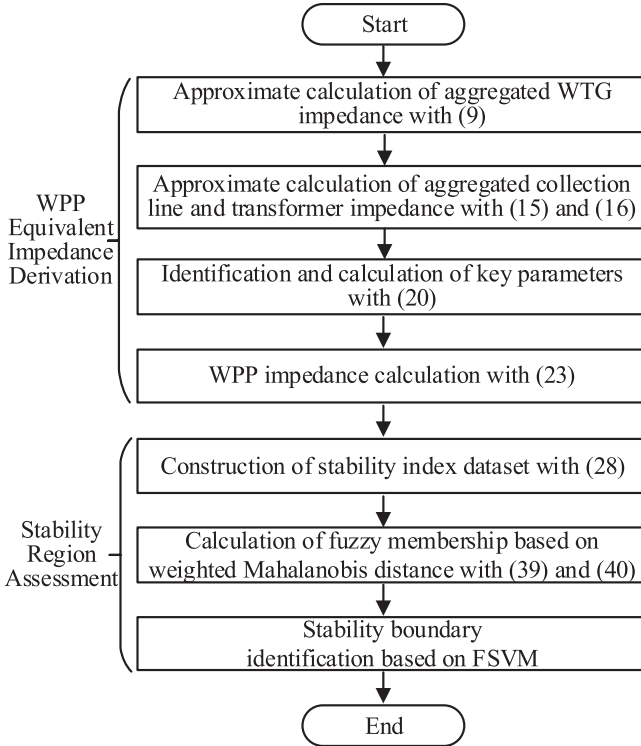 Start
WPP
Equivalent
Impedance
Derivation
Approximate calculation of aggregated WTG
impedance with (9)
Approximate calculation of aggregated collection
line and transformer impedance with (15) and (16)
Identification and calculation of key parameters
with (20)
WPP impedance calculation with (23)
Stability
Region
Assessment
Construction of stability index dataset with (28)
Calculation of fuzzy membership based on
weighted Mahalanobis distance with (39) and (40)
Stability boundary
identification based on FSVM
End